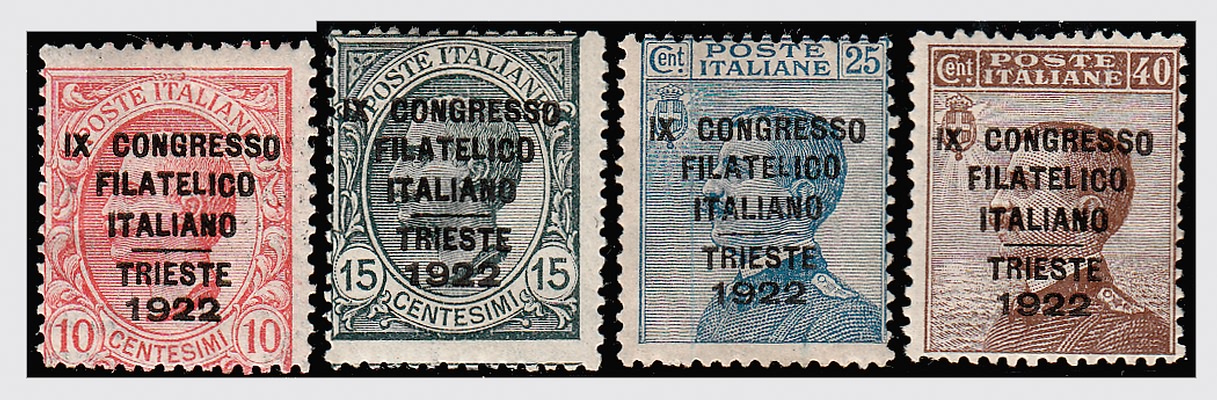 POSTE ITALIANE
IX CONGRESSO
FILATELICO
ITALIANO
TRIESTE
1922
10 CENTESIMI 10
POSTE ITALIANE
IX CONGRESSO
FILATELICO
ITALIANO
TRIESTE
1922
15 CENTESIMI 15
Cent. POSTE ITALIANE 25
IX CONGRESSO
FILATELICO
ITALIANO
TRIESTE
1922
Cent POSTE ITALIANE 40
IX CONGRESSO
FILATELICO
ITALIANO
TRIESTE
1922